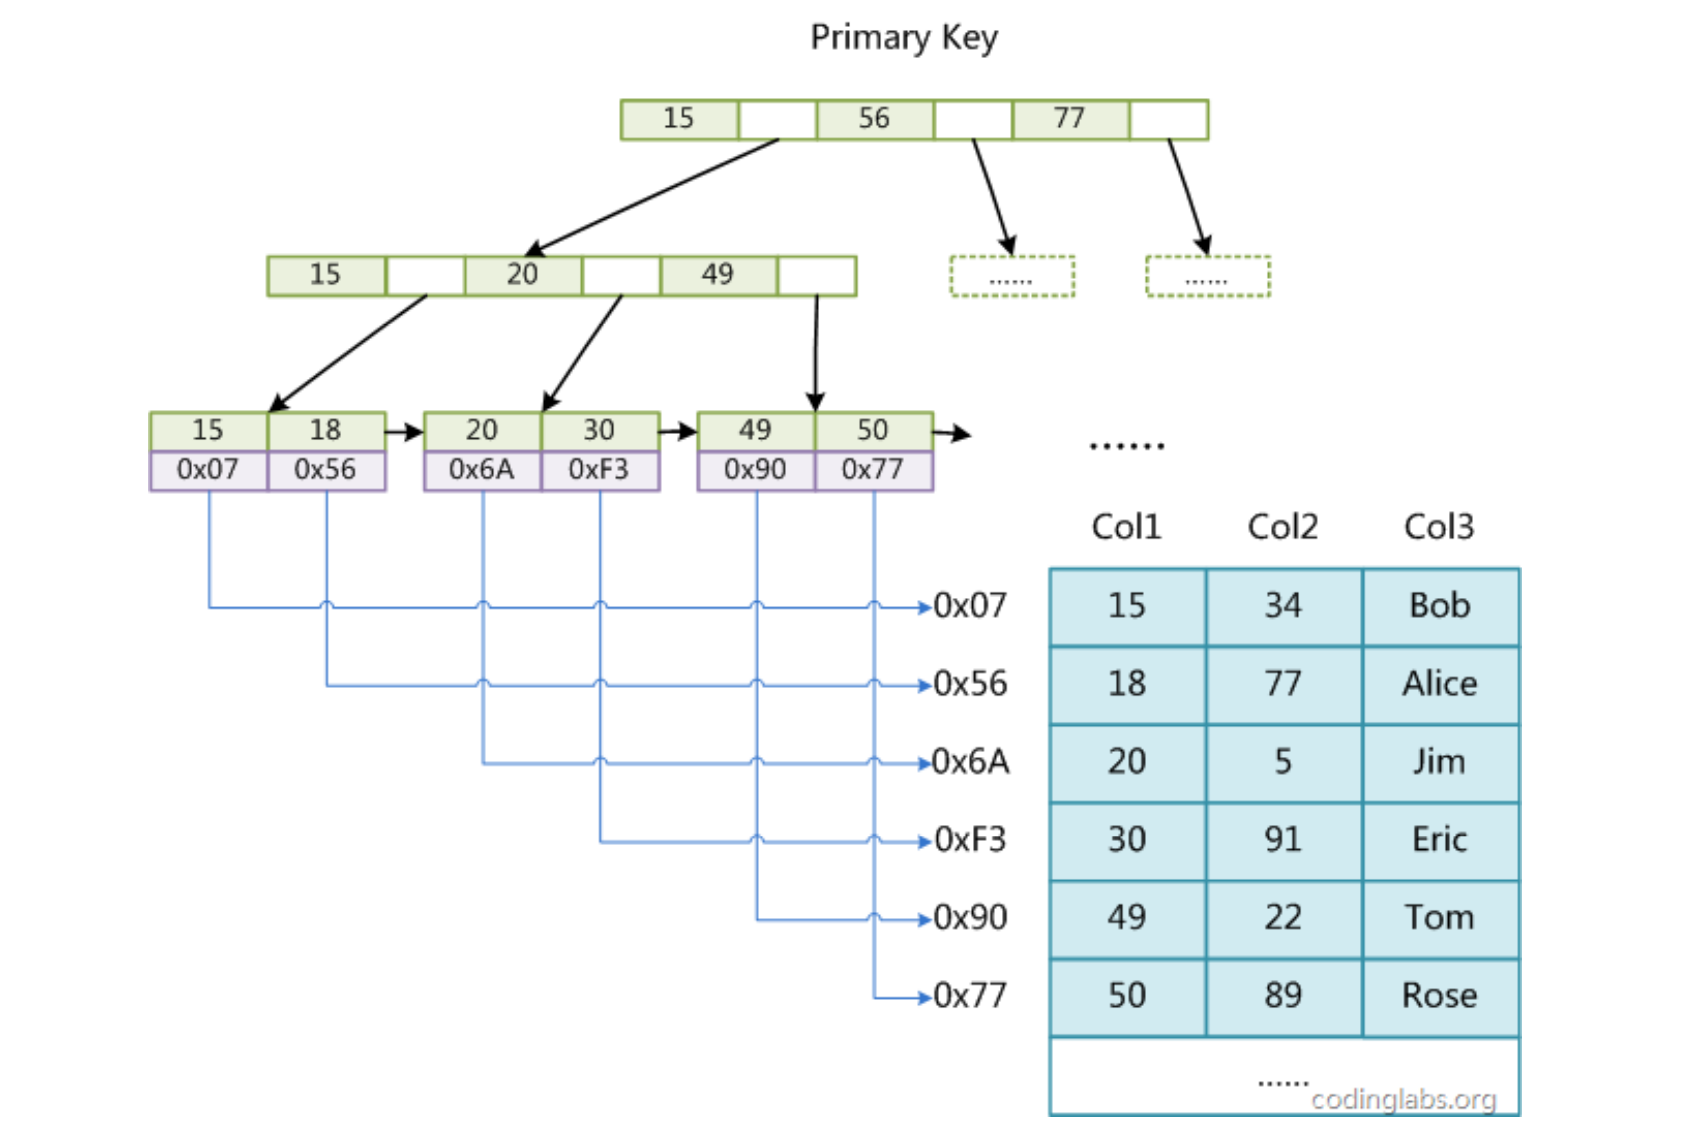 Primary Key
15 56 77
15 20 49 ...... ......
15 18 20 30 49 50
0x07 0x56 0x6A 0xF3 0x90 0x77
......
Col1 Col2 Col3
0x07 15 34 Bob
0x56 18 77 Alice
0x6A 20 5 Jim
0xF3 30 91 Eric
0x90 49 22 Tom
0x77 50 89 Rose
......
codinglabs.org